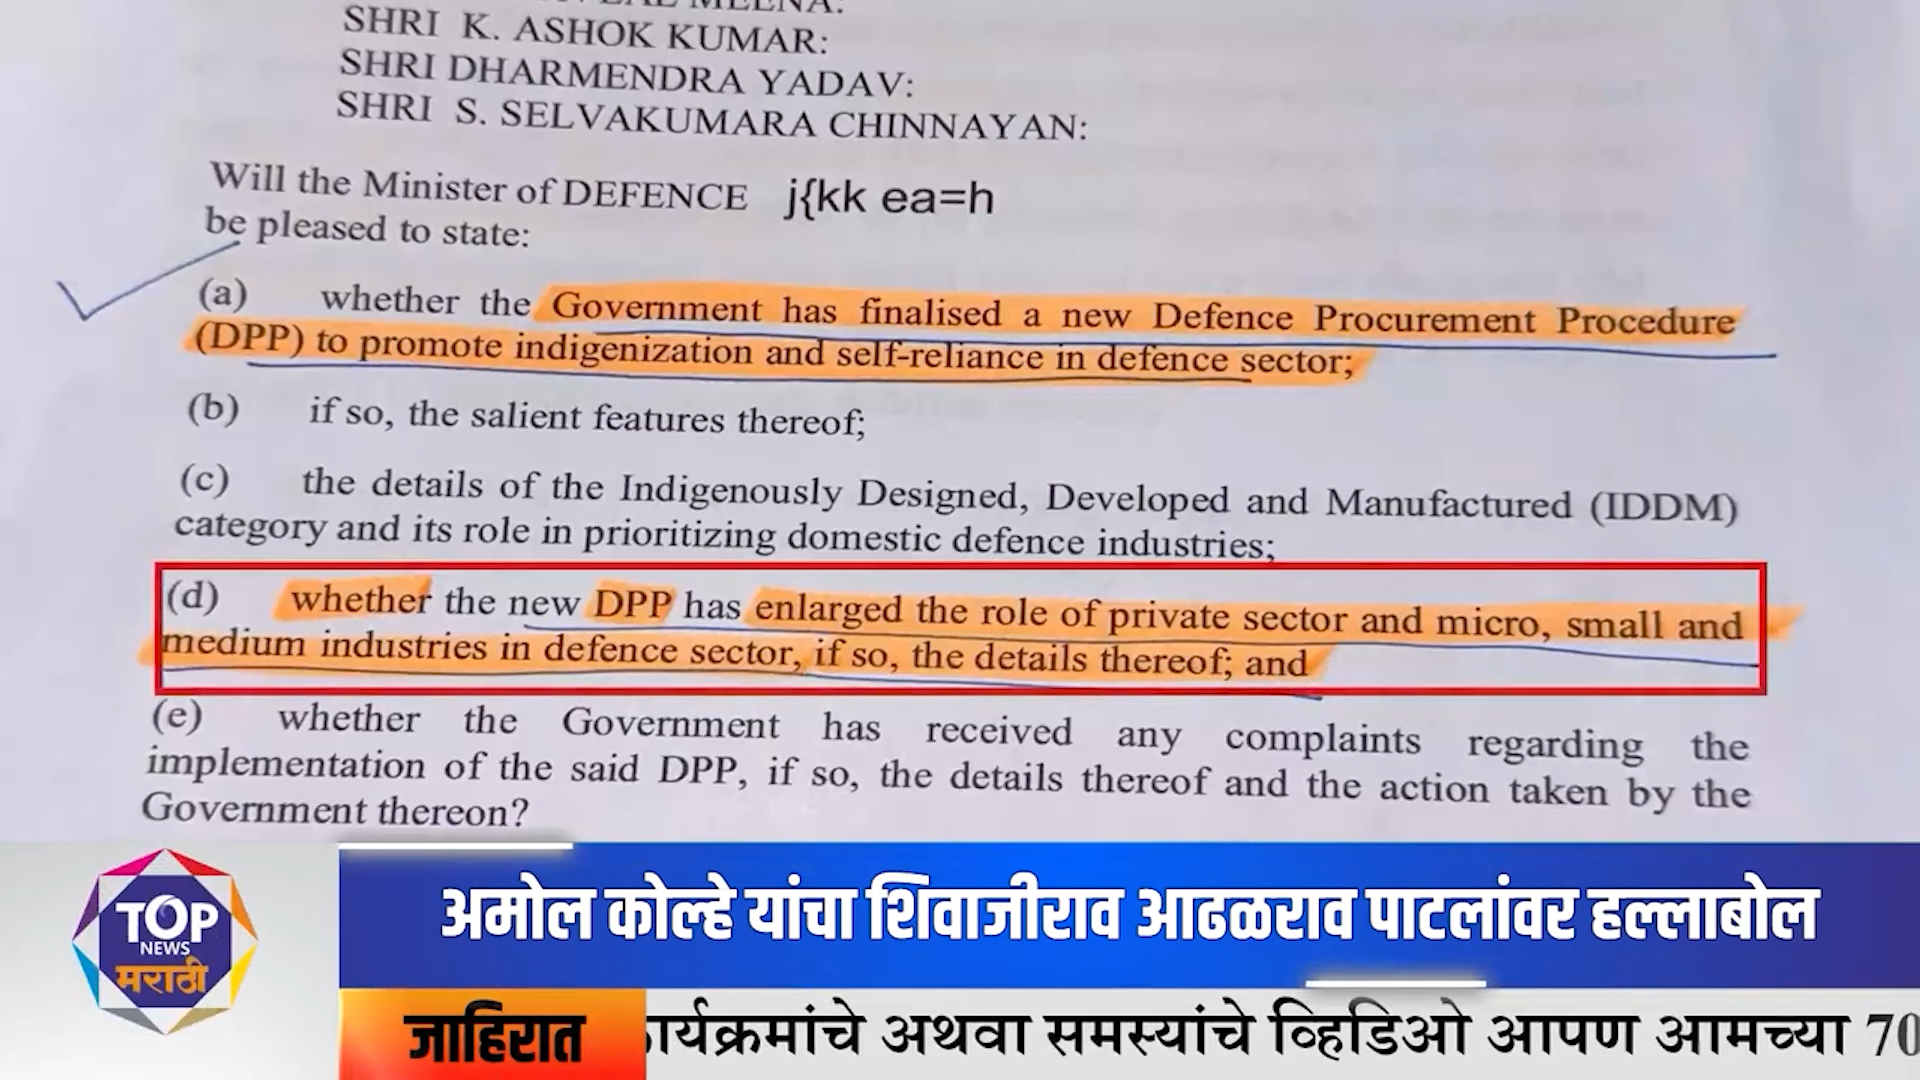 MEENA:
SHRI K. ASHOK KUMAR:
SHRI DHARMENDRA YADAV:
SHRI S. SELVAKUMARA CHINNAYAN:
Will the Minister of DEFENCE j{kk ea=h
be pleased to state:
(a) whether the Government has finalised a new Defence Procurement Procedure
(DPP) to promote indigenization and self-reliance in defence sector;
(b) if so, the salient features thereof;
(c) the details of the Indigenously Designed, Developed and Manufactured (IDDM)
category and its role in prioritizing domestic defence industries;
(d) whether the new DPP has enlarged the role of private sector and micro, small and
medium industries in defence sector, if so, the details thereof; and
(e) whether the Government has received any complaints regarding the
implementation of the said DPP, if so, the details thereof and the action taken by the
Government thereon?
TOP
NEWS
मराठी
अमोल कोल्हे यांचा शिवाजीराव आढळराव पाटलांवर हल्लाबोल
जाहिरात
अथवा समस्यांचे व्हिडिओ आपण आमच्या 70